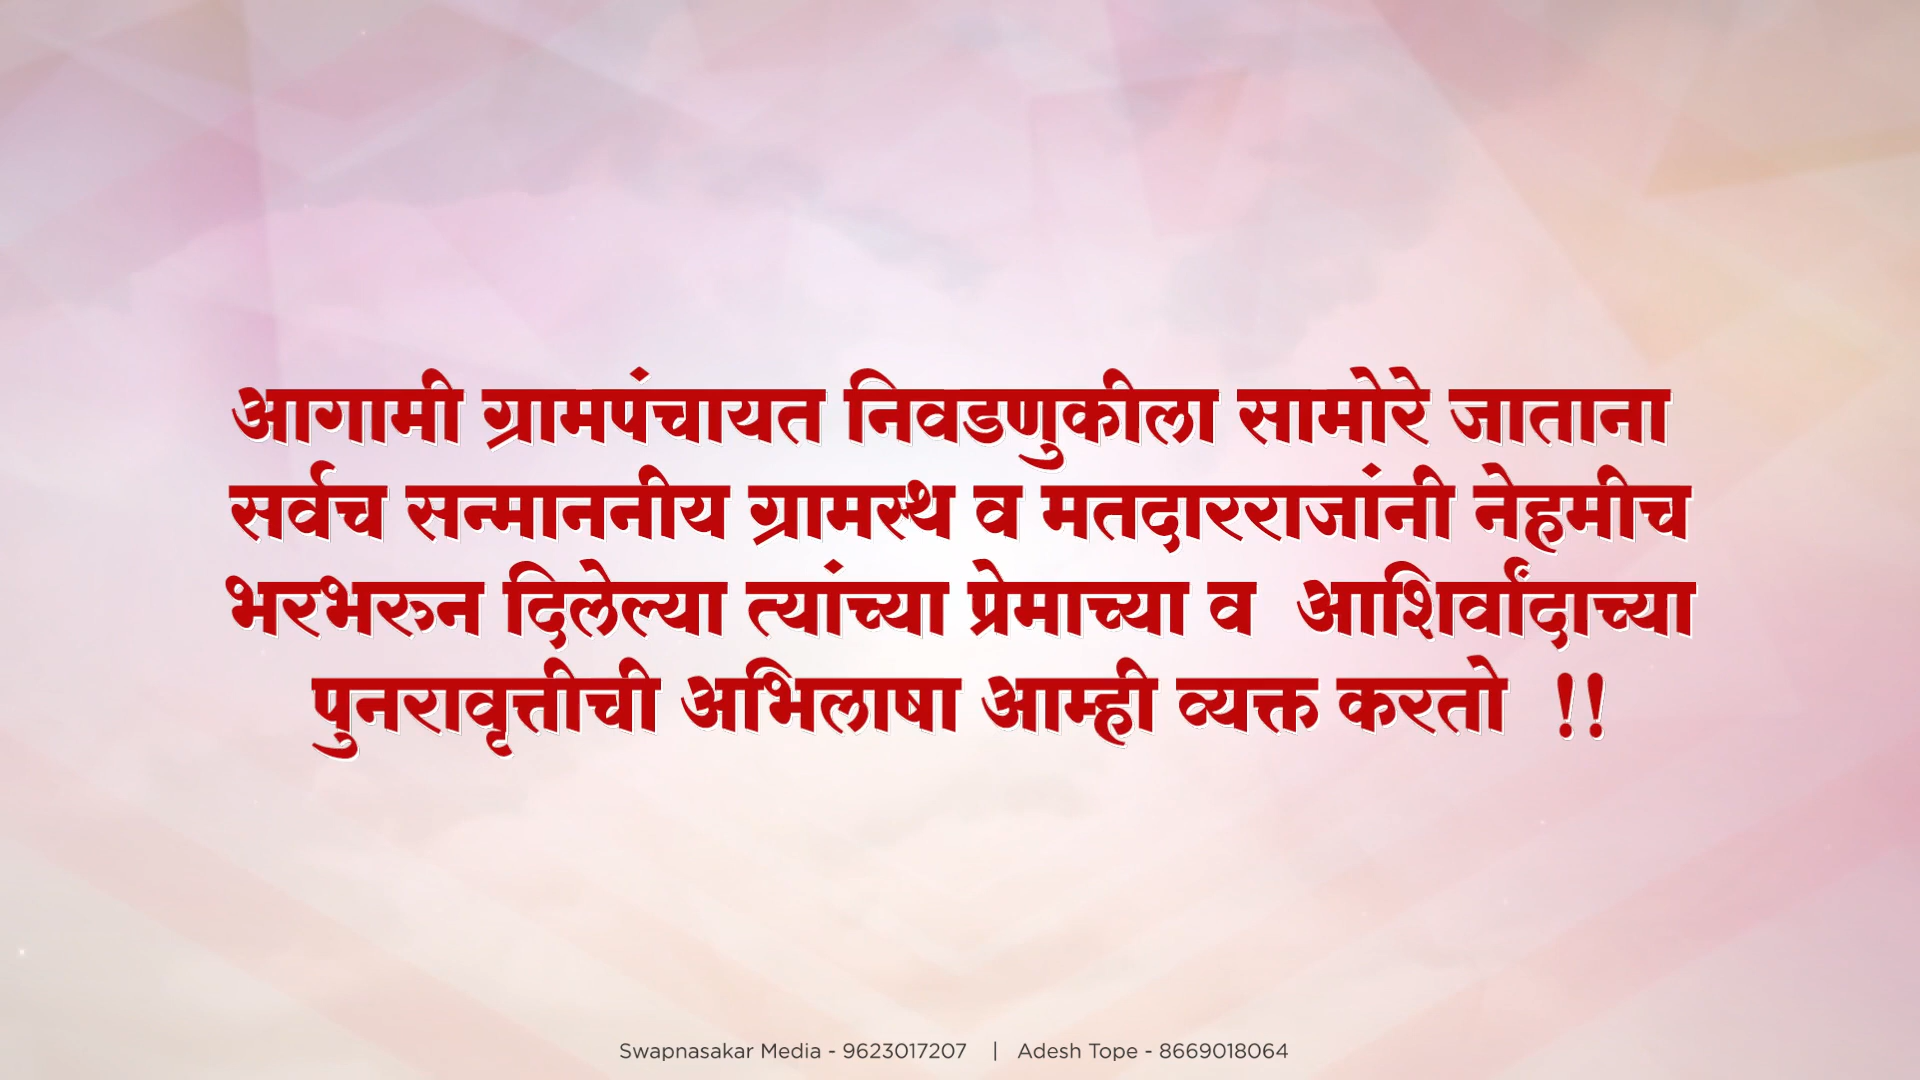 आगामी ग्रामपंचायत निवडणुकीला सामोरे जाताना
सर्वच सन्माननीय ग्रामस्थ व मतदारराजांनी नेहमीच
भरभरुन दिलेल्या त्यांच्या प्रेमाच्या व आशिर्वांदाच्या
पुनरावृत्तीची अभिलाषा आम्ही व्यक्त करतो !!
Swapnasakar Media - 9623017207 | Adesh Tope - 8669018064